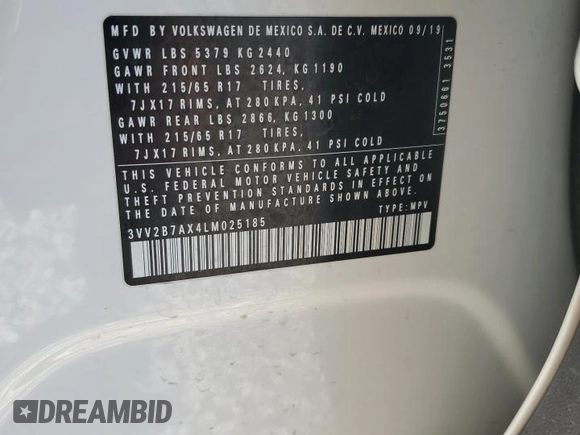 MFD BY VOLKSWAGEN DE MEXICO S.A. DE C.V. MEXICO 09/19
GVWR LBS 5379 KG 2440
GAWR FRONT LBS 2624, KG 1190
WITH 215/65 R17 TIRES,
7JX17 RIMS, AT 280 KPA, 41 PSI COLD
GAWR REAR LBS 2866, KG 1300
WITH 215/65 R17 TIRES,
7JX17 RIMS, AT 280 KPA, 41 PSI COLD
THIS VEHICLE CONFORMS TO ALL APPLICABLE
U.S. FEDERAL MOTOR VEHICLE SAFETY AND
THEFT PREVENTION STANDARDS IN EFFECT ON
THE DATE OF MANUFACTURE SHOWN ABOVE.
3VV2B7AX4LM025185 TYPE: MPV
3750661 3531
DREAMBID